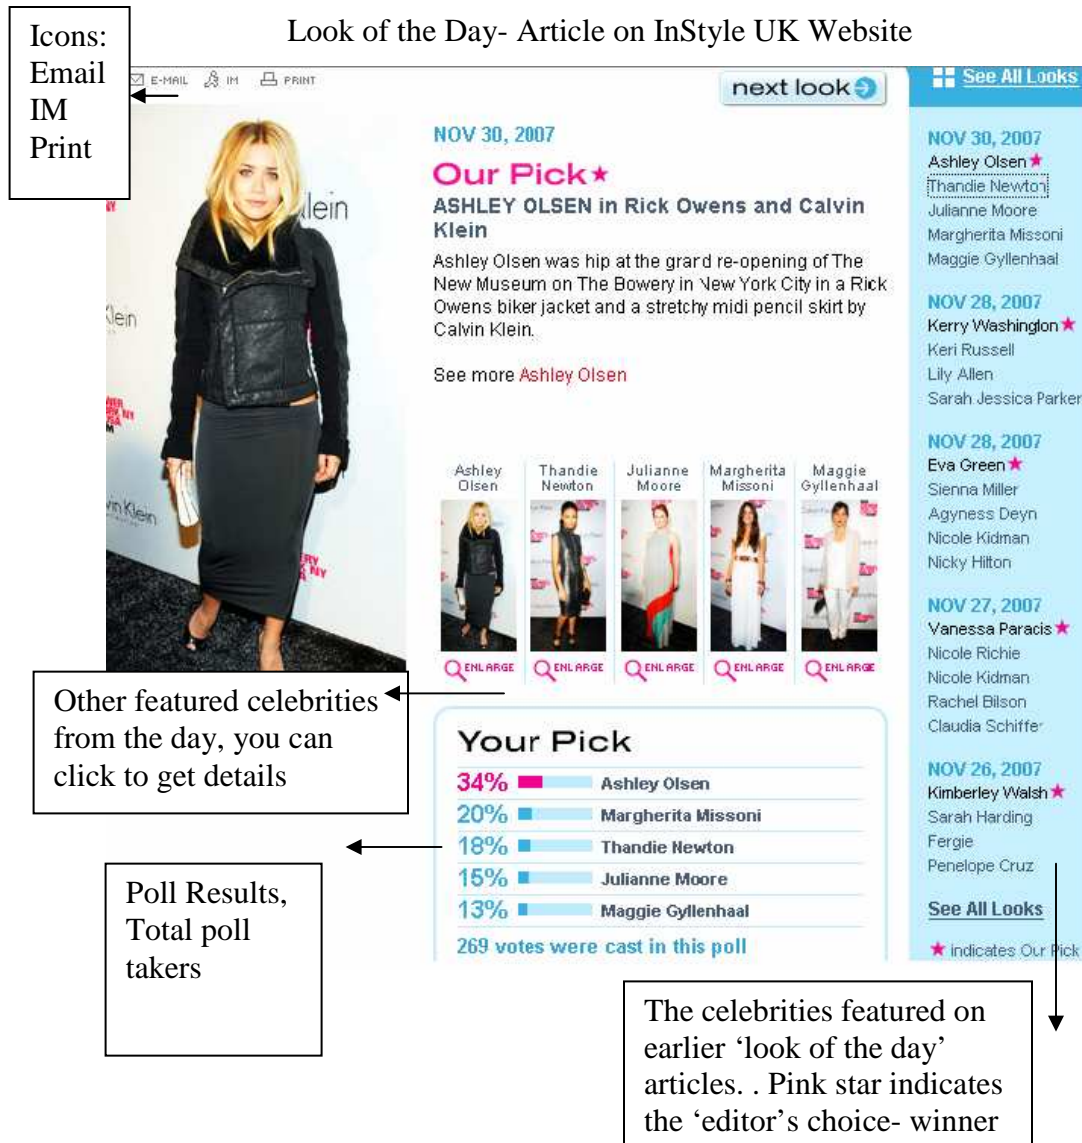 Look of the Day- Article on InStyle UK Website
Icons:
Email
IM
Print
E-MAIL IM PRINT
next look
See All Looks
lein
Klein
vin Klein
NOV 30, 2007
Our Pick★
ASHLEY OLSEN in Rick Owens and Calvin
Klein
Ashley Olsen was hip at the grard re-opening of The
New Museum on The Bowery in New York City in a Rick
Owens biker jacket and a stretchy midi pencil skirt by
Calvin Klein.
See more Ashley Olsen
Ashley
Olsen
Thandie
Newton
Julianne
Moore
Margherita
Missoni
Maggie
Gyllenhaal
ENLARGE ENLARGE ENLARGE ENLARGE ENLARGE
Other featured celebrities
from the day, you can
click to get details
Your Pick
34% Ashley Olsen
20% Margherita Missoni
18% Thandie Newton
15% Julianne Moore
13% Maggie Gyllenhaal
269 votes were cast in this poll
Poll Results,
Total poll
takers
NOV 30, 2007
Ashley Olsen★
Thandie Newton
Julianne Moore
Margherita Missoni
Maggie Gyllenhaal
NOV 28, 2007
Kerry Washington★
Keri Russell
Lily Allen
Sarah Jessica Parker
NOV 28, 2007
Eva Green★
Sienna Miller
Agyness Deyn
Nicole Kidman
Nicky Hilton
NOV 27, 2007
Vanessa Paracis★
Nicole Richie
Nicole Kidman
Rachel Bilson
Claudia Schiffer
NOV 26, 2007
Kimberley Walsh★
Sarah Harding
Fergie
Penelope Cruz
See All Looks
★ indicates Our Pick
The celebrities featured on
earlier ‘look of the day’
articles. . Pink star indicates
the ‘editor’s choice- winner